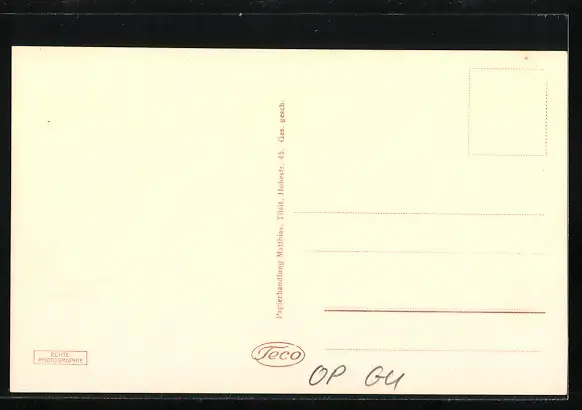 Papierhandlung Matthias, Tilsit, Hohestr. 45. Ges. gesch.
ECHTE
PHOTOGRAPHIE
Teco
OP GU